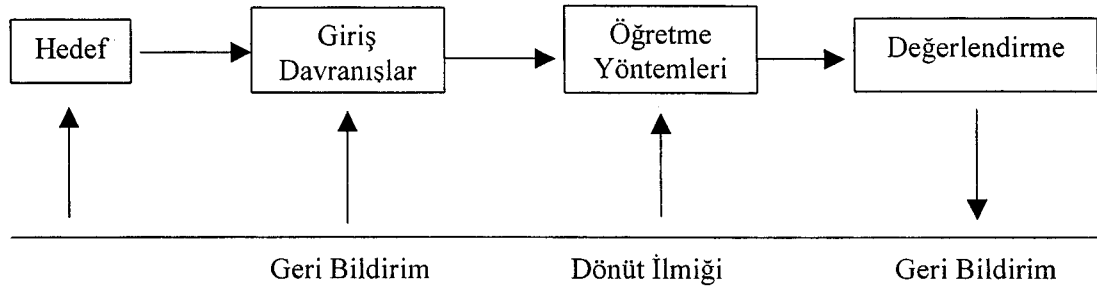 Hedef
Giriş
Davranışlar
Öğretme
Yöntemleri
Değerlendirme
Geri Bildirim
Dönüt İlmiği
Geri Bildirim